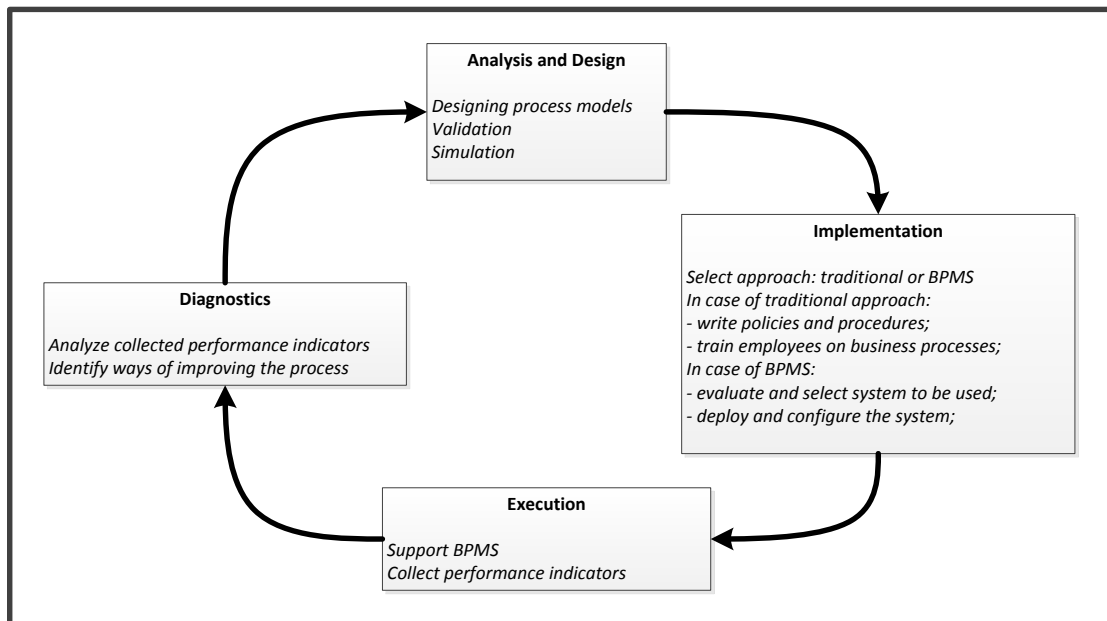 Analysis and Design
Designing process models
Validation
Simulation
Implementation
Select approach: traditional or BPMS
In case of traditional approach:
- write policies and procedures;
- train employees on business processes;
In case of BPMS:
- evaluate and select system to be used;
- deploy and configure the system;
Execution
Support BPMS
Collect performance indicators
Diagnostics
Analyze collected performance indicators
Identify ways of improving the process